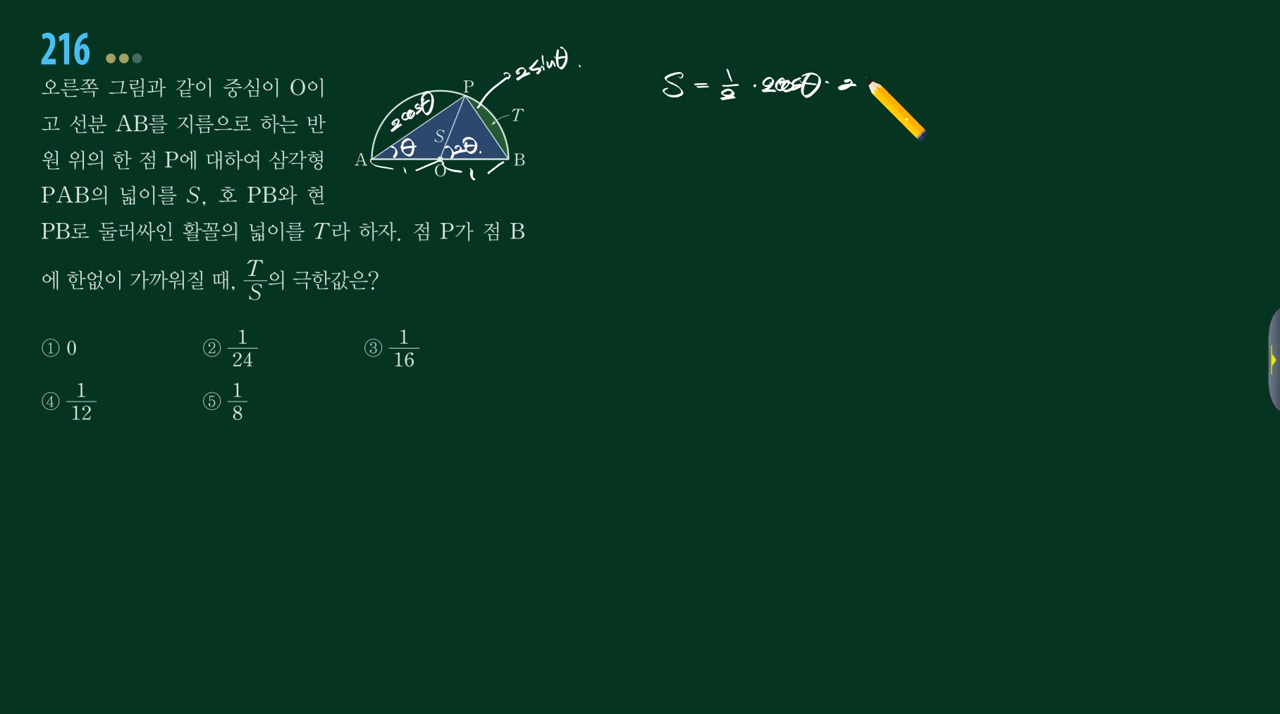 216
오른쪽 그림과 같이 중심이 O이
고 선분 AB를 지름으로 하는 반
원 위의 한 점 P에 대하여 삼각형
PAB의 넓이를 S, 호 PB와 현
PB로 둘러싸인 활꼴의 넓이를 T라 하자. 점 P가 점 B
에 한없이 가까워질 때, T/S의 극한값은?
① 0 ② 1/24 ③ 1/16
④ 1/12 ⑤ 1/8
2sinθ.
P
2cosθ
T
S
θ
2θ.
A
O
B
1
1
S = 1/2 · 2cosθ · 2